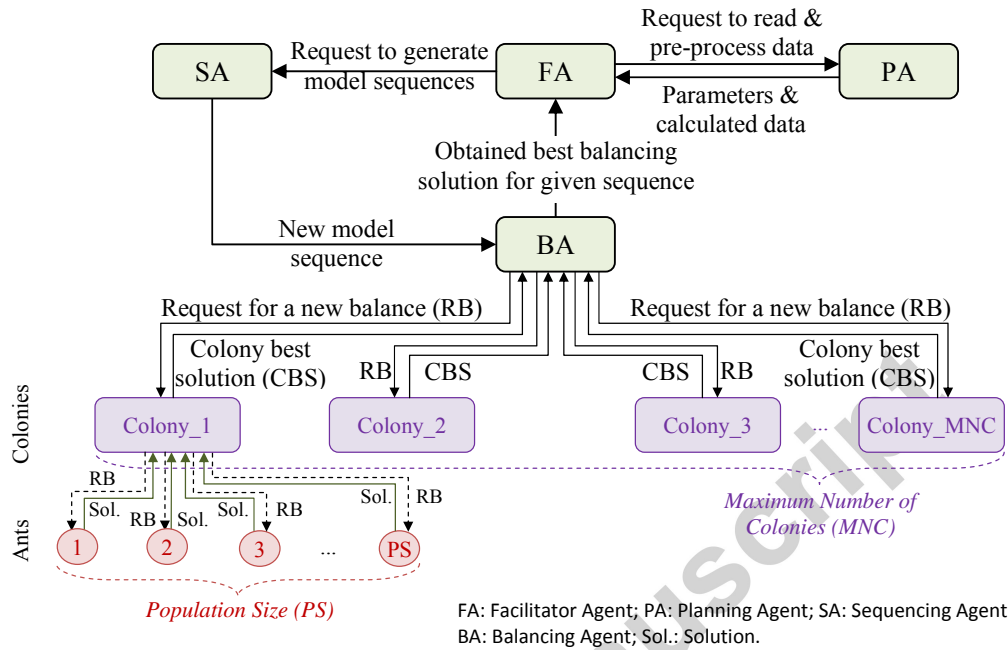 Request to generate
model sequences
Request to read &
pre-process data
SA
FA
PA
Parameters &
calculated data
Obtained best balancing
solution for given sequence
New model
sequence
BA
Request for a new balance (RB)
Request for a new balance (RB)
Colony best
solution (CBS)
RB
CBS
CBS
RB
Colony best
solution (CBS)
Colonies
Colony_1
Colony_2
Colony_3
...
Colony_MNC
Maximum Number of
Colonies (MNC)
RB
Sol.
RB
Sol.
Sol.
RB
Sol.
RB
Ants
1
2
3
...
PS
Population Size (PS)
FA: Facilitator Agent; PA: Planning Agent; SA: Sequencing Agent
BA: Balancing Agent; Sol.: Solution.